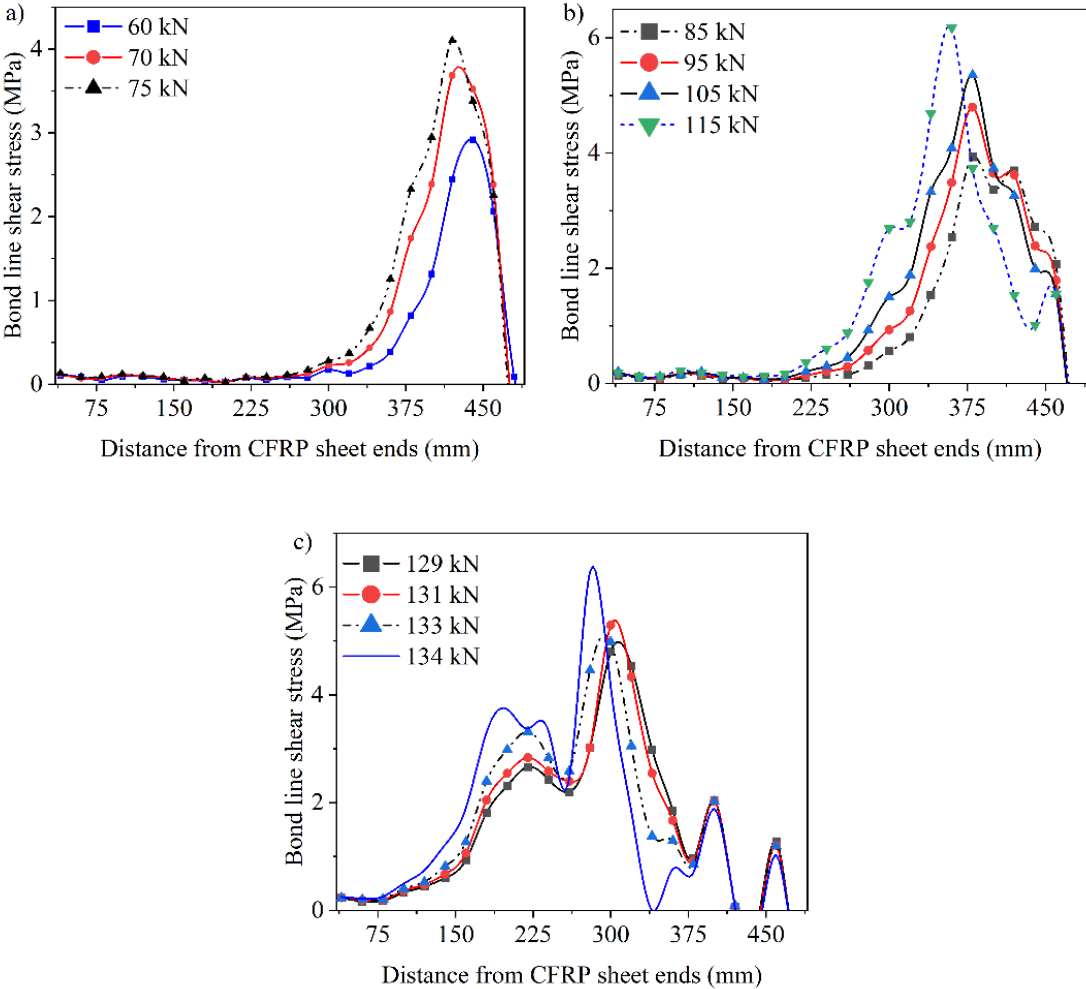 a)
60 kN
70 kN
75 kN
Bond line shear stress (MPa)
4
3
2
1
0
75 150 225 300 375 450
Distance from CFRP sheet ends (mm)
b)
85 kN
95 kN
105 kN
115 kN
Bond line shear stress (MPa)
6
4
2
0
75 150 225 300 375 450
Distance from CFRP sheet ends (mm)
c)
129 kN
131 kN
133 kN
134 kN
Bond line shear stress (MPa)
6
4
2
0
75 150 225 300 375 450
Distance from CFRP sheet ends (mm)